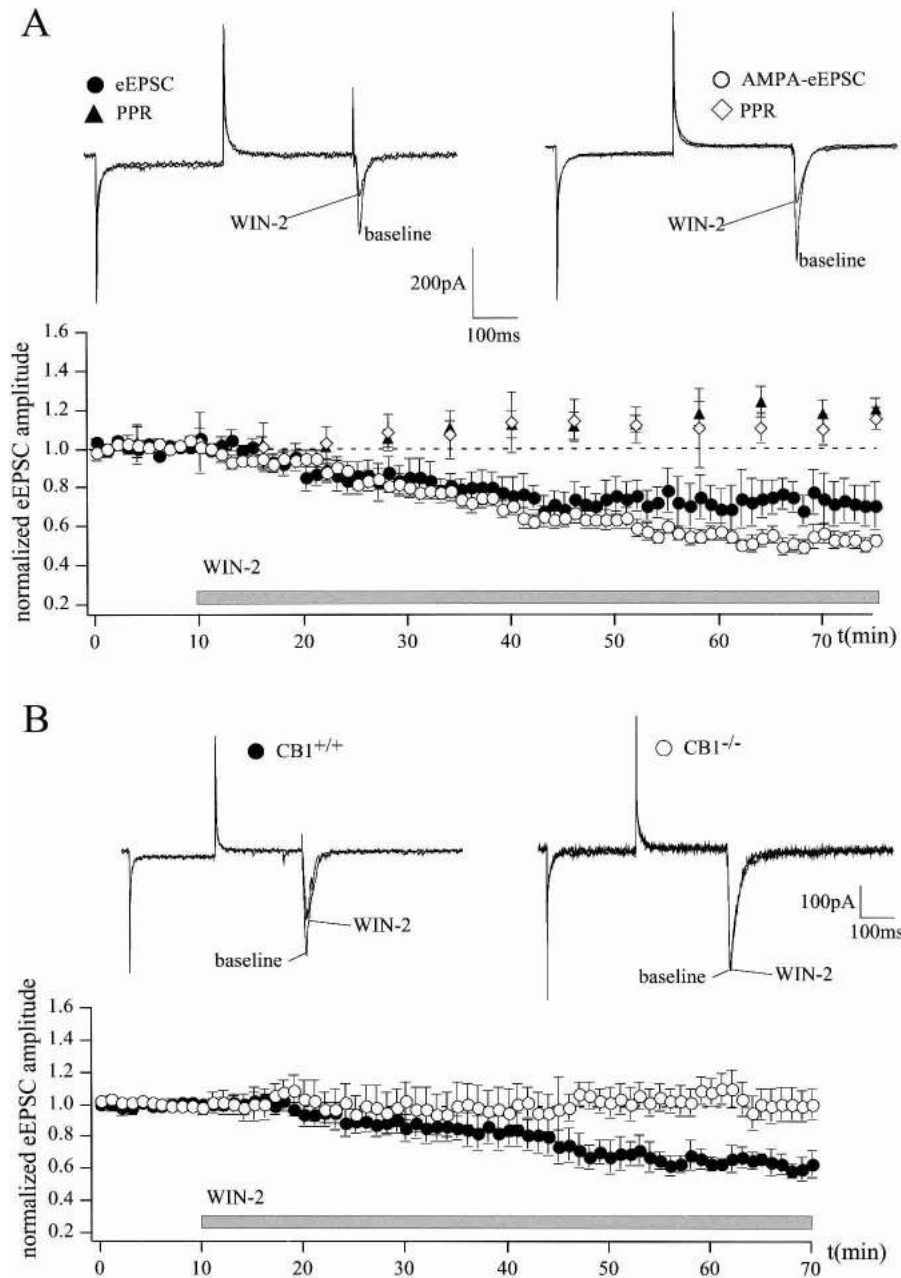 A
eEPSC
PPR
AMPA-eEPSC
PPR
WIN-2
baseline
WIN-2
baseline
200pA
100ms
normalized eEPSC amplitude
1.6
1.4
1.2
1.0
0.8
0.6
0.4
0.2
WIN-2
0
10
20
30
40
50
60
70
t(min)
B
CB1+/+
CB1-/-
WIN-2
baseline
100pA
100ms
baseline
WIN-2
normalized eEPSC amplitude
1.6
1.4
1.2
1.0
0.8
0.6
0.4
0.2
WIN-2
t(min)
0
10
20
30
40
50
60
70